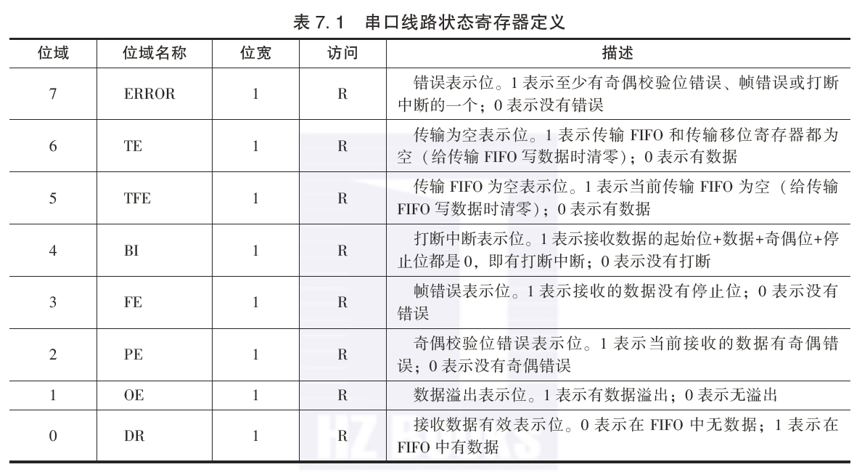 表 7.1 串口线路状态寄存器定义
位域 位域名称 位宽 访问 描述
7 ERROR 1 R 错误表示位。1 表示至少有奇偶校验位错误、帧错误或打断
中断的一个；0 表示没有错误
6 TE 1 R 传输为空表示位。1 表示传输 FIFO 和传输移位寄存器都为
空（给传输 FIFO 写数据时清零）；0 表示有数据
5 TFE 1 R 传输 FIFO 为空表示位。1 表示当前传输 FIFO 为空（给传输
FIFO 写数据时清零）；0 表示有数据
4 BI 1 R 打断中断表示位。1 表示接收数据的起始位+数据+奇偶位+停
止位都是 0，即有打断中断；0 表示没有打断
3 FE 1 R 帧错误表示位。1 表示接收的数据没有停止位；0 表示没有
错误
2 PE 1 R 奇偶校验位错误表示位。1 表示当前接收的数据有奇偶错
误；0 表示没有奇偶错误
1 OE 1 R 数据溢出表示位。1 表示有数据溢出；0 表示无溢出
0 DR 1 R 接收数据有效表示位。0 表示在 FIFO 中无数据；1 表示在
FIFO 中有数据